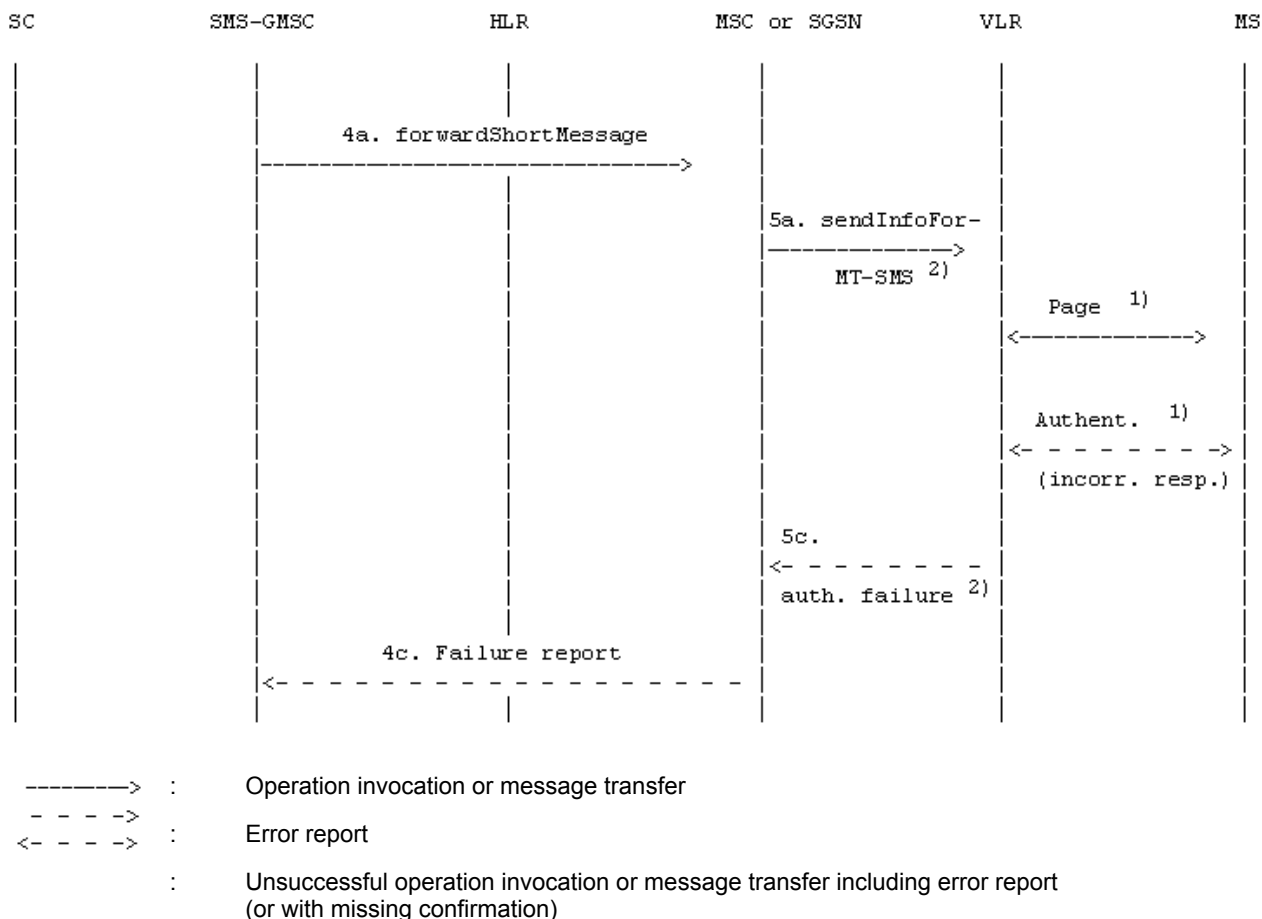 SC SMS-GMSC HLR MSC or SGSN VLR MS
4a. forwardShortMessage
5a. sendInfoFor-
MT-SMS 2)
Page 1)
Authent. 1)
(incorr. resp.)
5c.
auth. failure 2)
4c. Failure report
: Operation invocation or message transfer
: Error report
: Unsuccessful operation invocation or message transfer including error report
(or with missing confirmation)